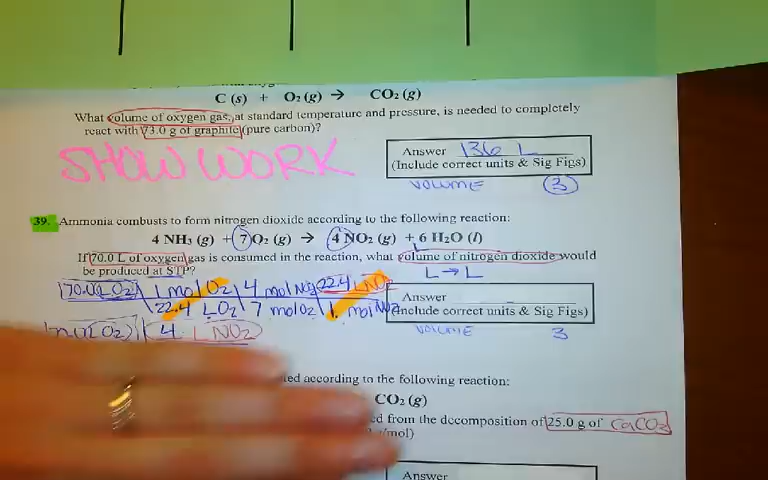 C (s) + O₂ (g) → CO₂ (g)
What volume of oxygen gas, at standard temperature and pressure, is needed to completely
react with 73.0 g of graphite (pure carbon)?
SHOW WORK
Answer 136 L
(Include correct units & Sig Figs)
VOLUME 3
39. Ammonia combusts to form nitrogen dioxide according to the following reaction:
4 NH₃ (g) + 7 O₂ (g) → 4 NO₂ (g) + 6 H₂O (l)
If 70.0 L of oxygen gas is consumed in the reaction, what volume of nitrogen dioxide would
be produced at STP?
L → L
70.0 L O₂ 1 mol O₂ 4 mol NO₂ 22.4 L NO₂
22.4 L O₂ 7 mol O₂ 1 mol NO₂
Answer
(Include correct units & Sig Figs)
VOLUME 3
L O₂ 4 L NO₂
according to the following reaction:
CO₂ (g)
from the decomposition of 25.0 g of CaCO₃
/mol)
Answer